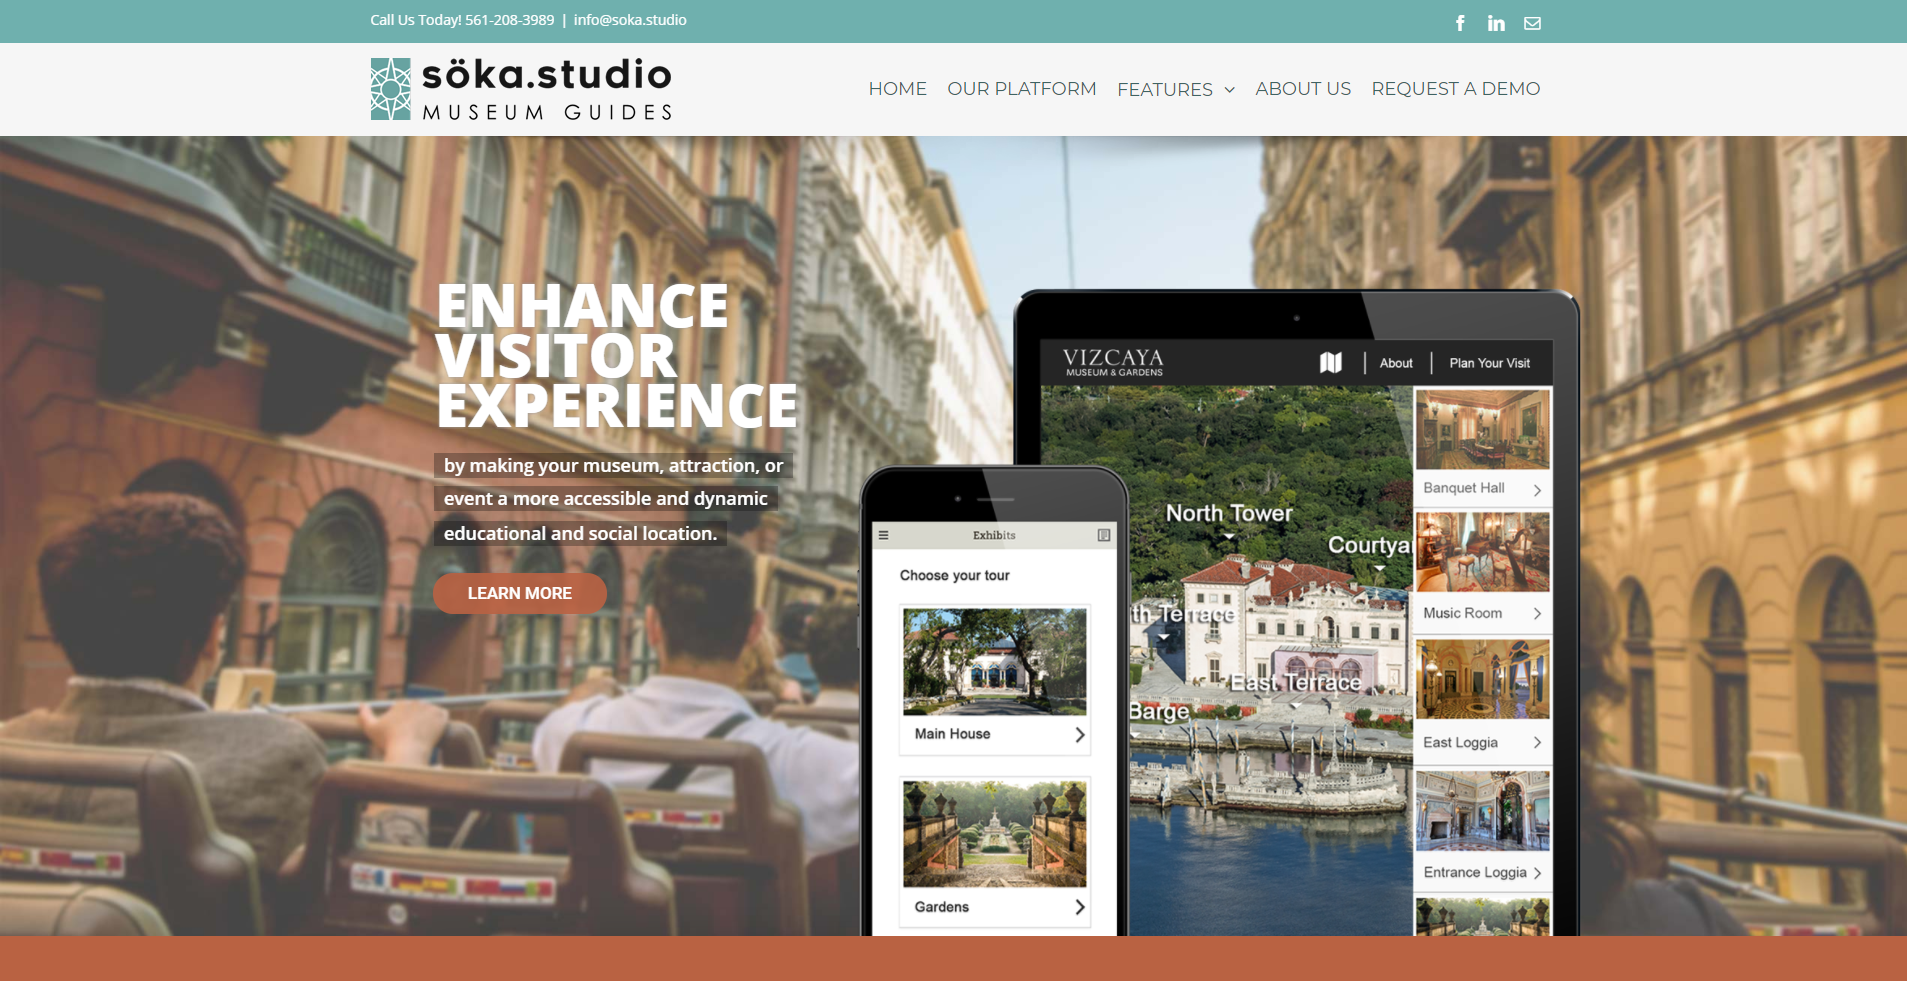 Call Us Today! 561-208-3989 | info@soka.studio
söka.studio
MUSEUM GUIDES
HOME OUR PLATFORM FEATURES ABOUT US REQUEST A DEMO
ENHANCE
VISITOR
EXPERIENCE
by making your museum, attraction, or
event a more accessible and dynamic
educational and social location.
LEARN MORE
Exhibits
Choose your tour
Main House
Gardens
VIZCAYA
MUSEUM & GARDENS
About
Plan Your Visit
North Tower
Courtya
th Terrace
East Terrace
Barge
Banquet Hall
Music Room
East Loggia
Entrance Loggia